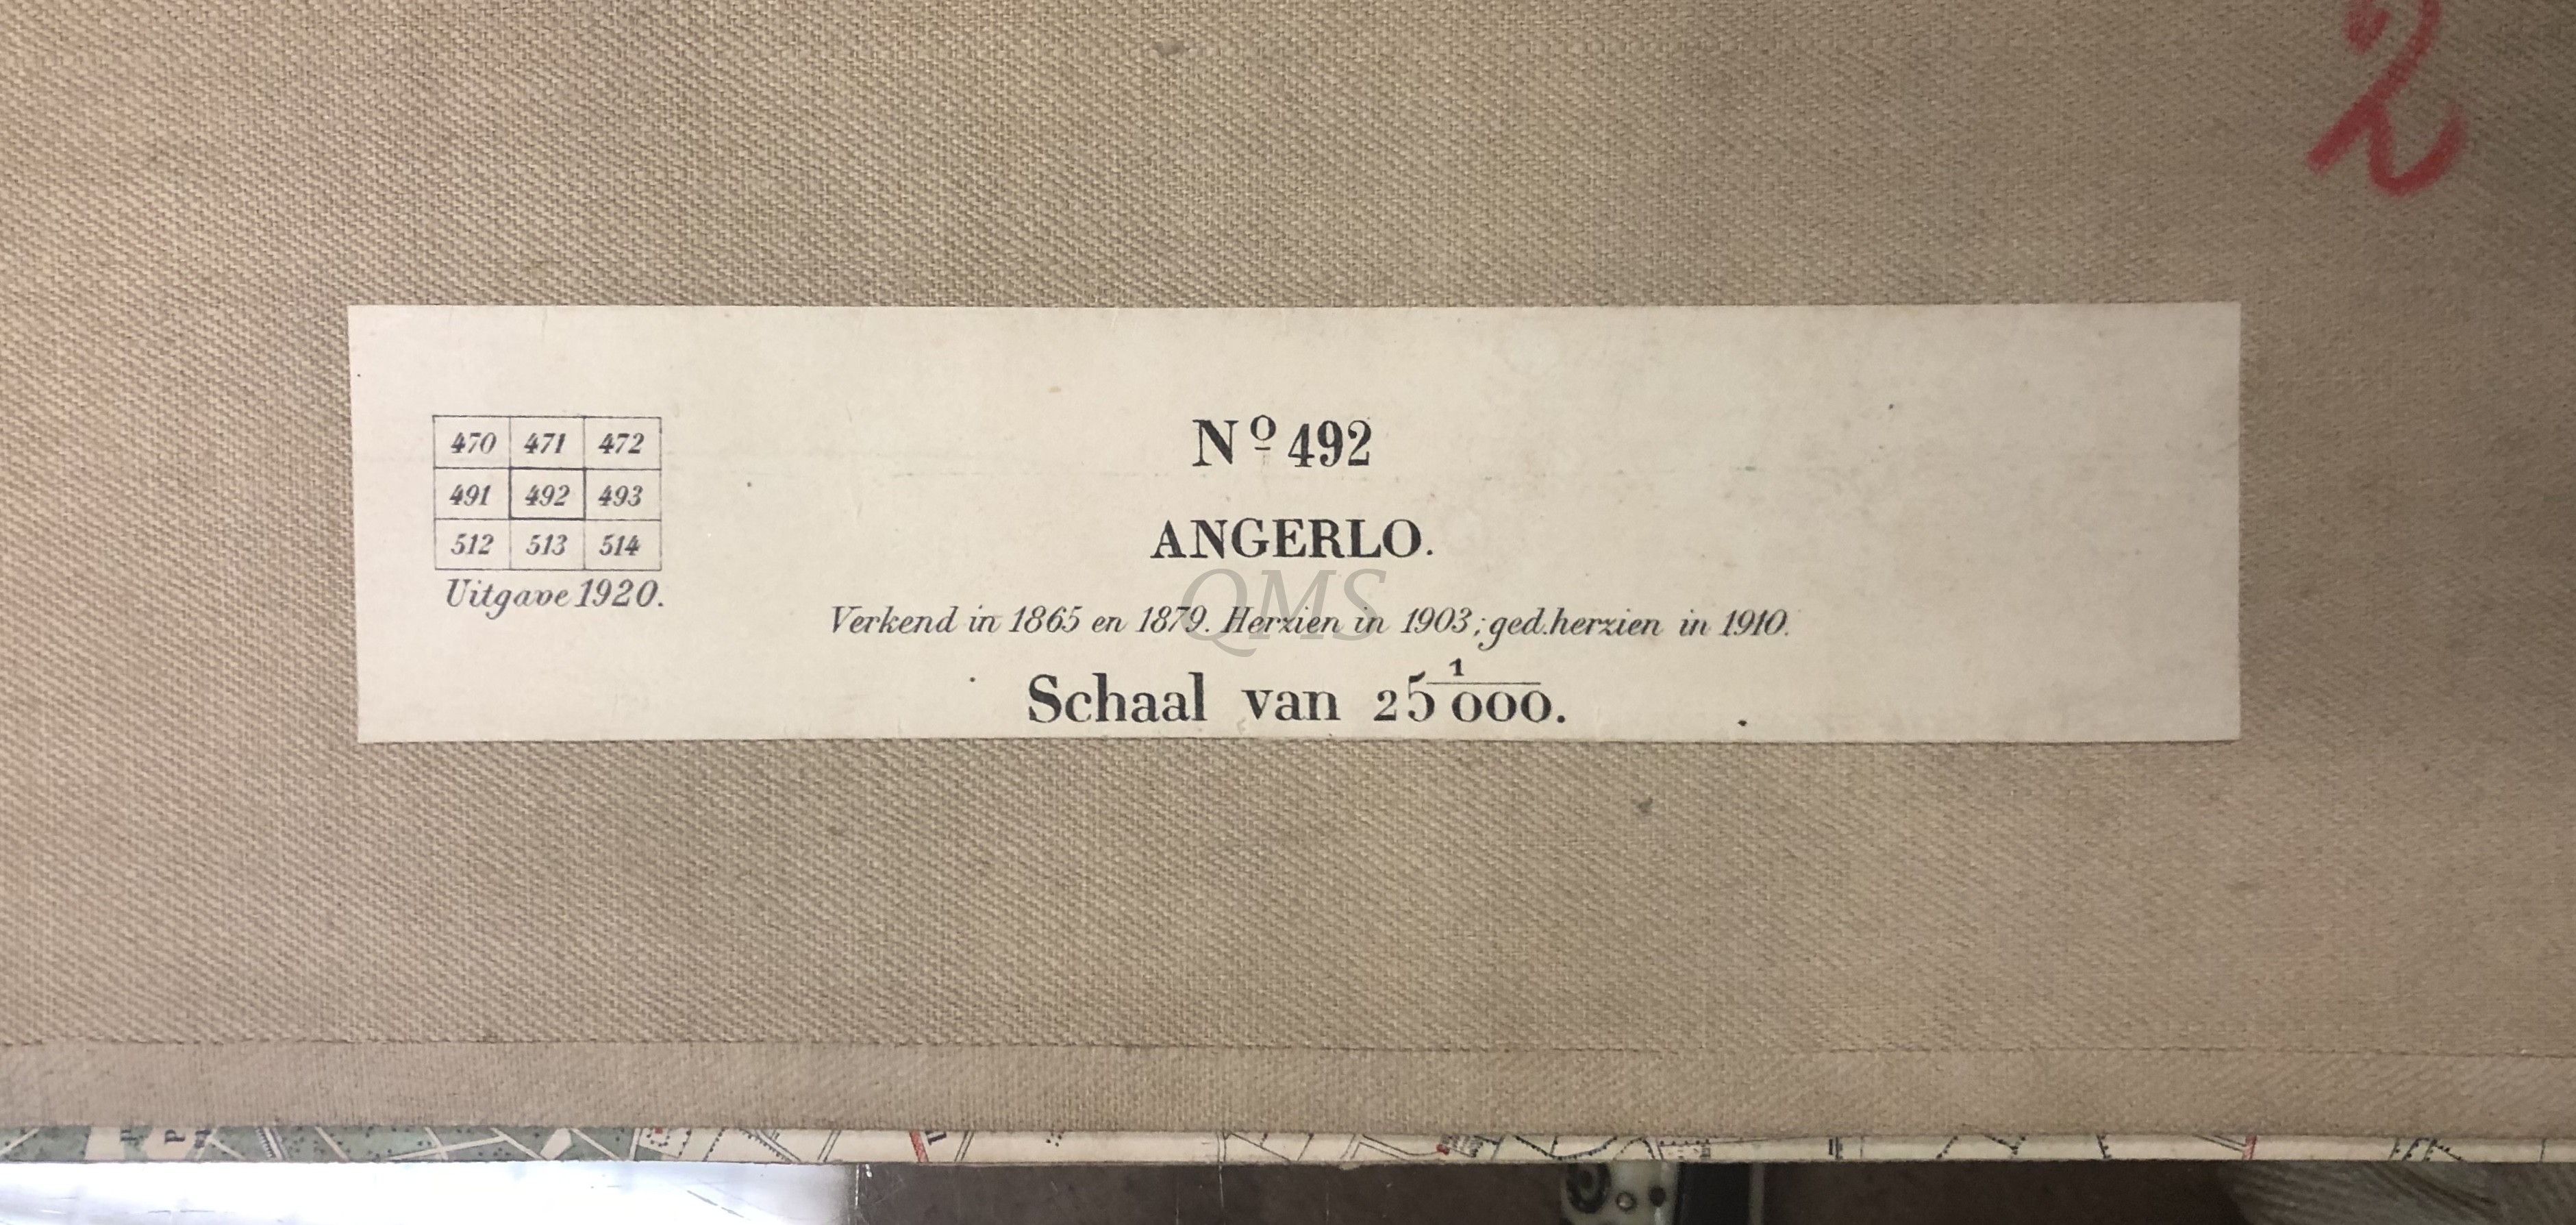 2
470 471 472
491 492 493
512 513 514
Uitgave 1920.
Nº 492
ANGERLO.
QMS
Verkend in 1865 en 1879. Herzien in 1903; ged. herzien in 1910.
Schaal van 1/25000.